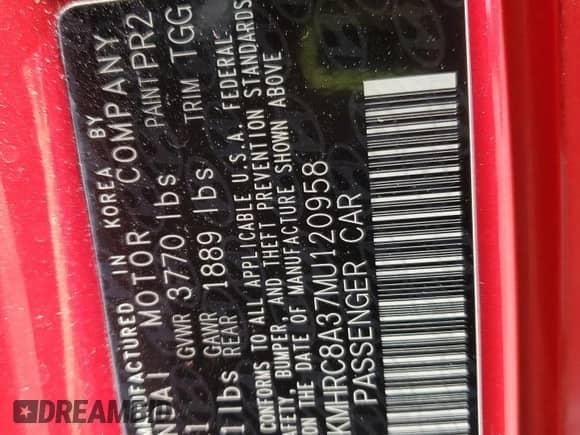 MANUFACTURED IN KOREA BY
MOTOR COMPANY
GVWR 3770 lbs PAINT PR2
GAWR
REAR 1889 lbs TRIM TGG
lbs
CONFORMS TO ALL APPLICABLE U.S.A. FEDERAL
SAFETY, BUMPER, AND THEFT PREVENTION STANDARDS
ON THE DATE OF MANUFACTURE SHOWN ABOVE
KMHRC8A37MU120958
PASSENGER CAR
DREAMBID